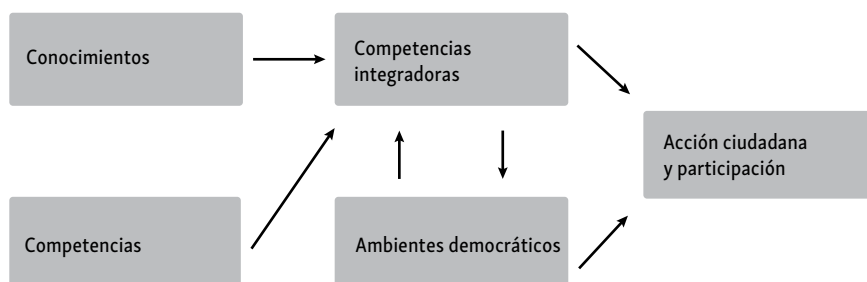 Conocimientos
Competencias
integradoras
Acción ciudadana
y participación
Competencias
Ambientes democráticos